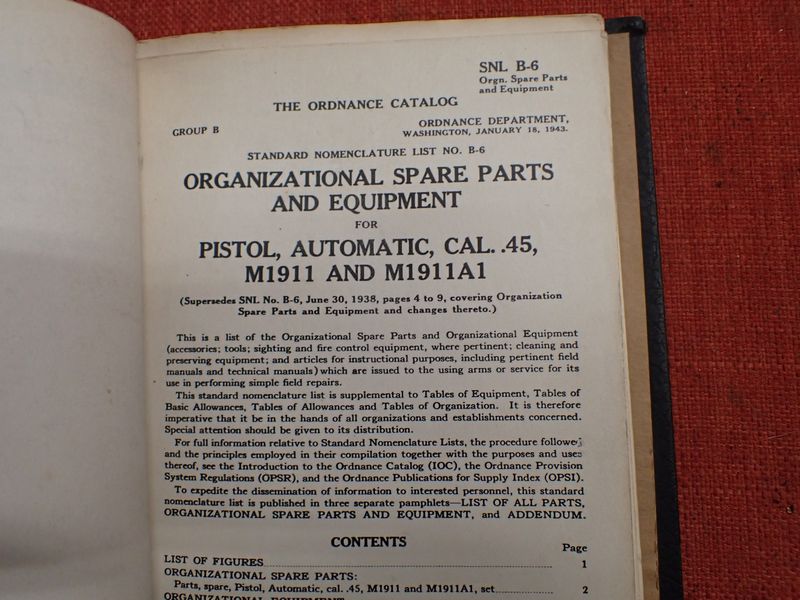 SNL B-6
Orgn. Spare Parts
and Equipment
THE ORDNANCE CATALOG
GROUP B
ORDNANCE DEPARTMENT,
WASHINGTON, JANUARY 18, 1943.
STANDARD NOMENCLATURE LIST NO. B-6
ORGANIZATIONAL SPARE PARTS
AND EQUIPMENT
FOR
PISTOL, AUTOMATIC, CAL. .45,
M1911 AND M1911A1
(Supersedes SNL No. B-6, June 30, 1938, pages 4 to 9, covering Organization
Spare Parts and Equipment and changes thereto.)
This is a list of the Organizational Spare Parts and Organizational Equipment
(accessories; tools; sighting and fire control equipment, where pertinent; cleaning and
preserving equipment; and articles for instructional purposes, including pertinent field
manuals and technical manuals) which are issued to the using arms or service for its
use in performing simple field repairs.
This standard nomenclature list is supplemental to Tables of Equipment, Tables of
Basic Allowances, Tables of Allowances and Tables of Organization. It is therefore
imperative that it be in the hands of all organizations and establishments concerned.
Special attention should be given to its distribution.
For full information relative to Standard Nomenclature Lists, the procedure followed
and the principles employed in their compilation together with the purposes and uses
thereof, see the Introduction to the Ordnance Catalog (IOC), the Ordnance Provision
System Regulations (OPSR), and the Ordnance Publications for Supply Index (OPSI).
To expedite the dissemination of information to interested personnel, this standard
nomenclature list is published in three separate pamphlets—LIST OF ALL PARTS,
ORGANIZATIONAL SPARE PARTS AND EQUIPMENT, and ADDENDUM.
CONTENTS
Page
LIST OF FIGURES 1
ORGANIZATIONAL SPARE PARTS:
Parts, spare, Pistol, Automatic, cal. .45, M1911 and M1911A1, set 2
ORGANIZATIONAL EQUIPMENT